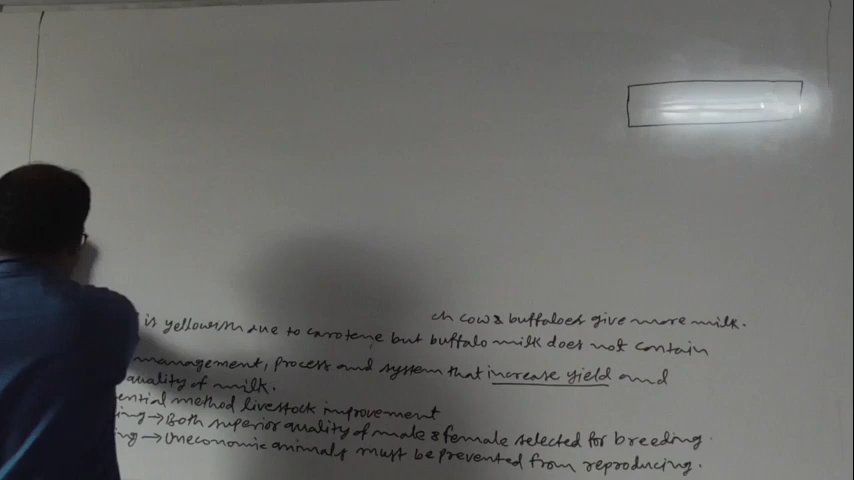 ch cow & buffaloes give more milk.
is yellowish due to carotene but buffalo milk does not contain
management, process and system that increase yield and
quality of milk.
ential method livestock improvement
ing → Both superior quality of male & female selected for breeding.
ng → Uneconomic animals must be prevented from reproducing.